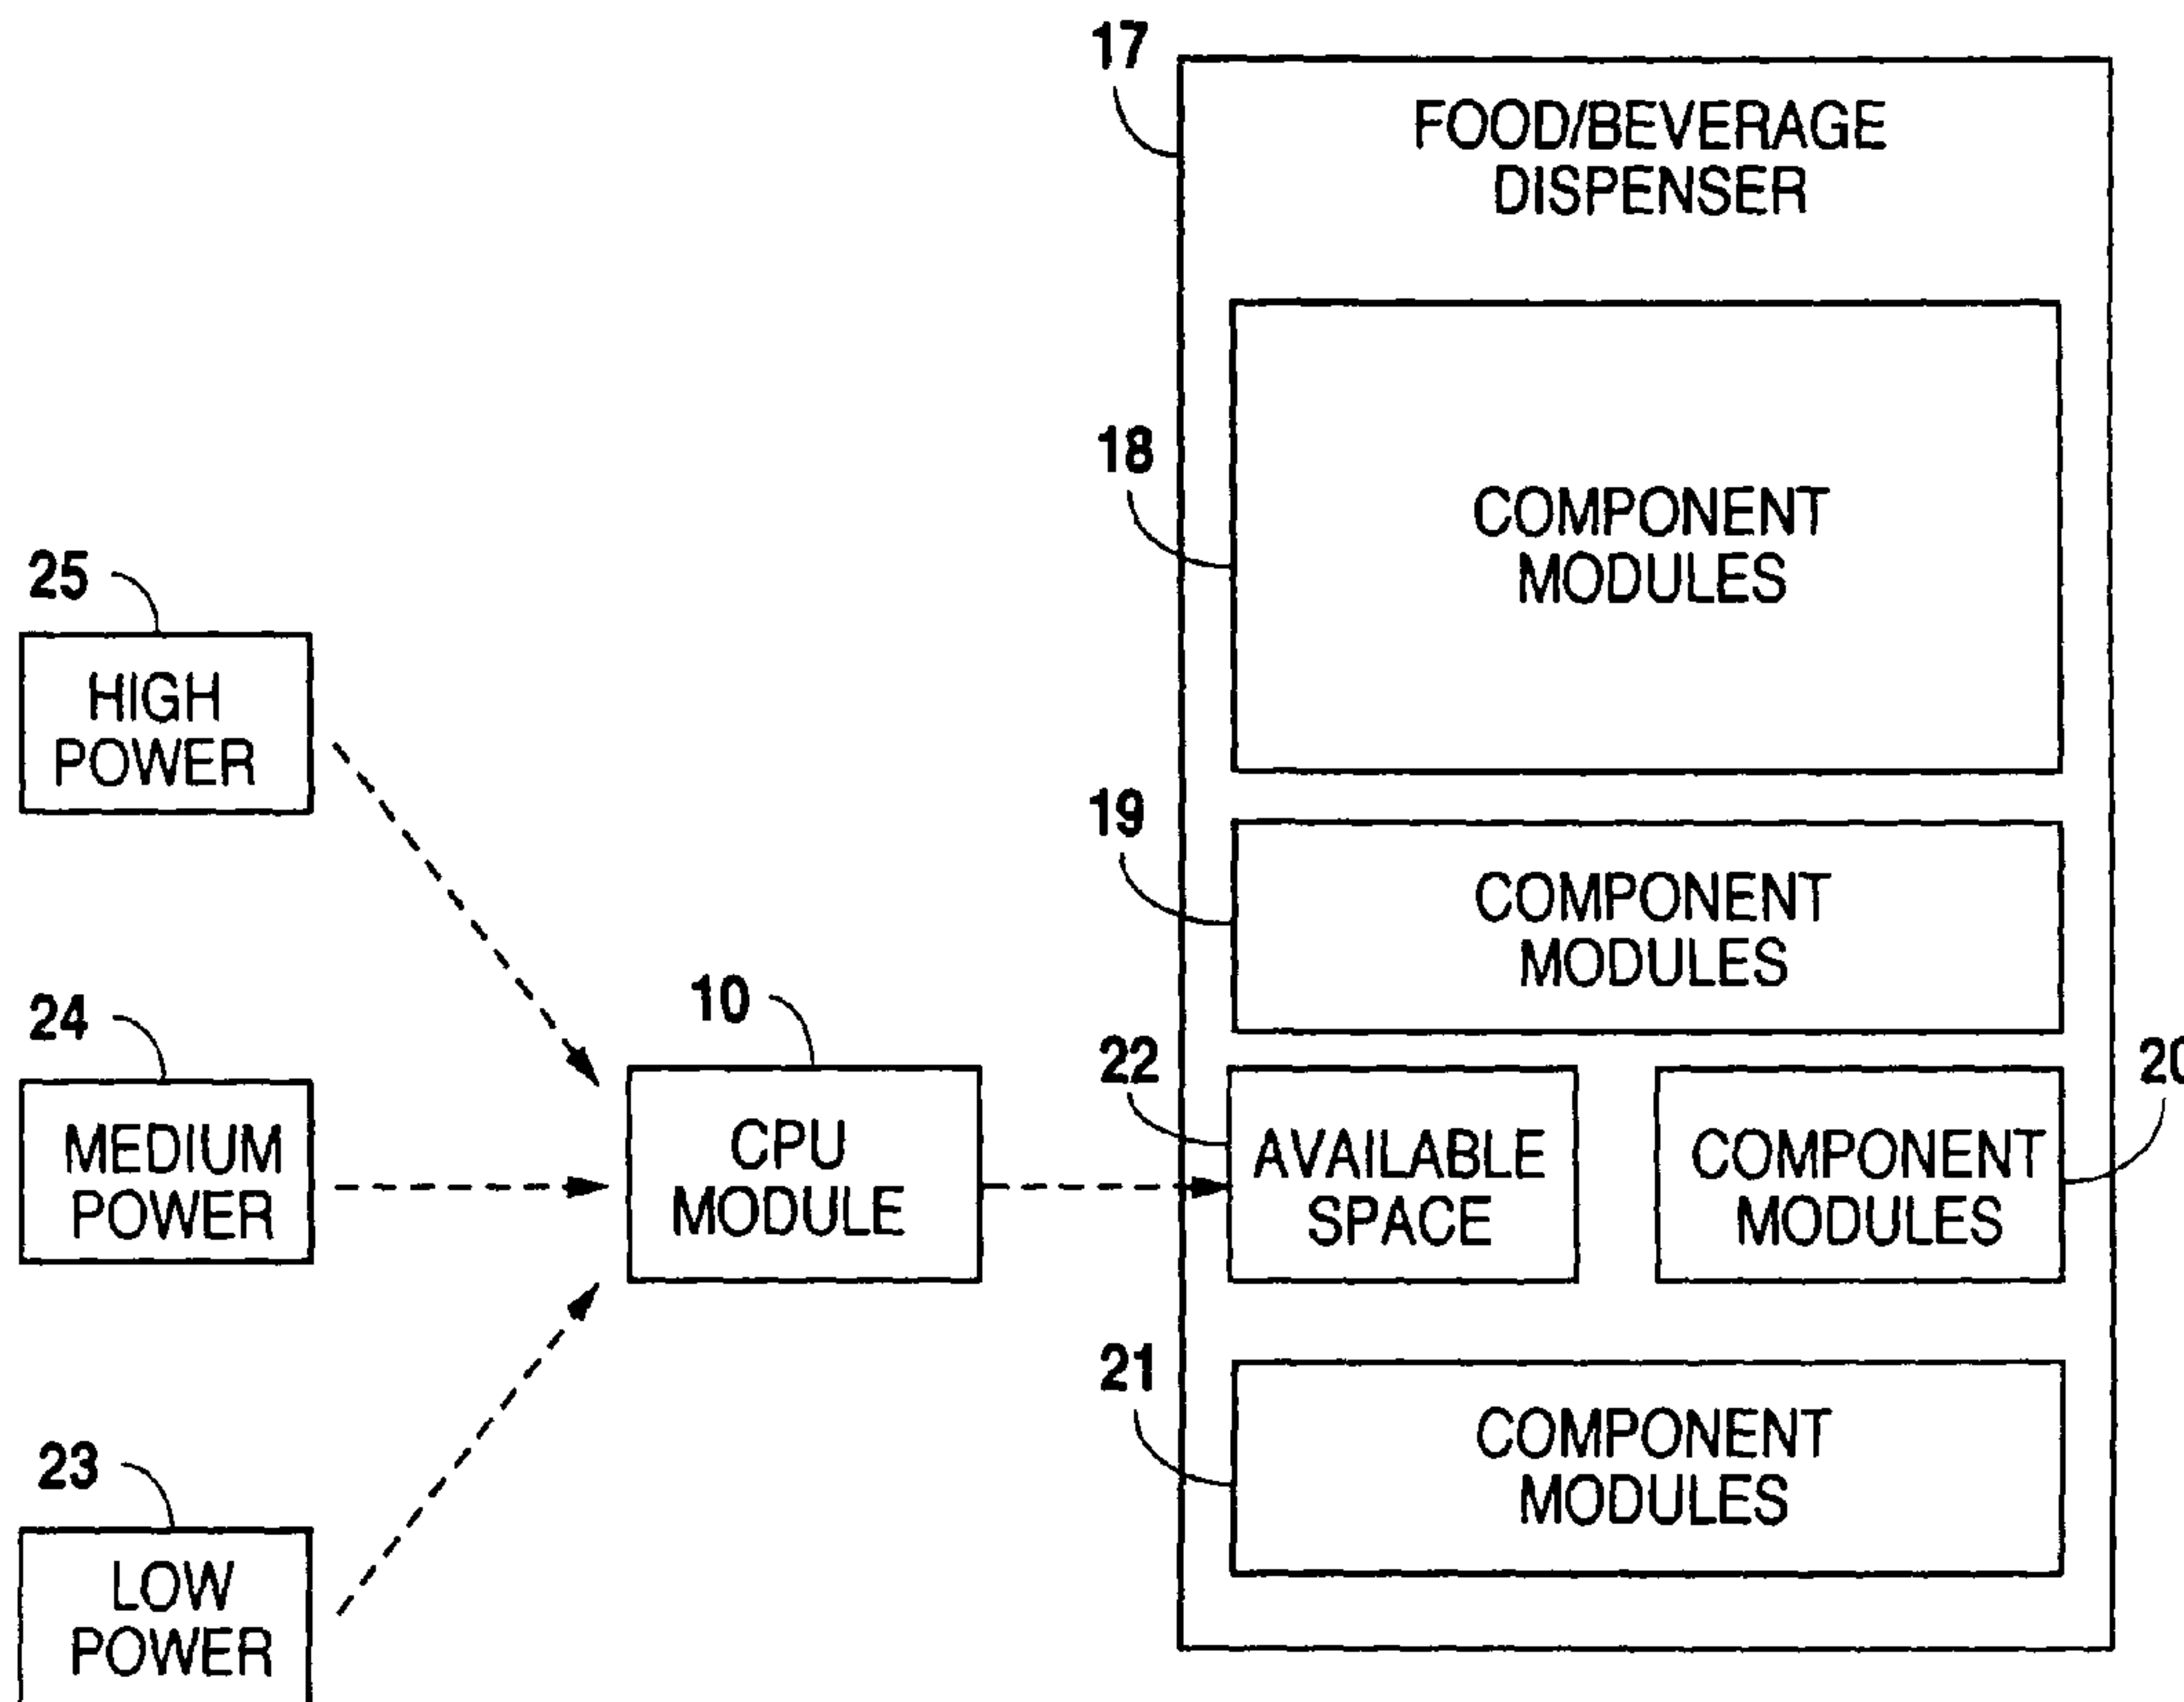 17
FOOD/BEVERAGE
DISPENSER
18
COMPONENT
MODULES
25
HIGH
POWER
19
COMPONENT
MODULES
24
MEDIUM
POWER
10
CPU
MODULE
22
AVAILABLE
SPACE
20
COMPONENT
MODULES
21
COMPONENT
MODULES
23
LOW
POWER